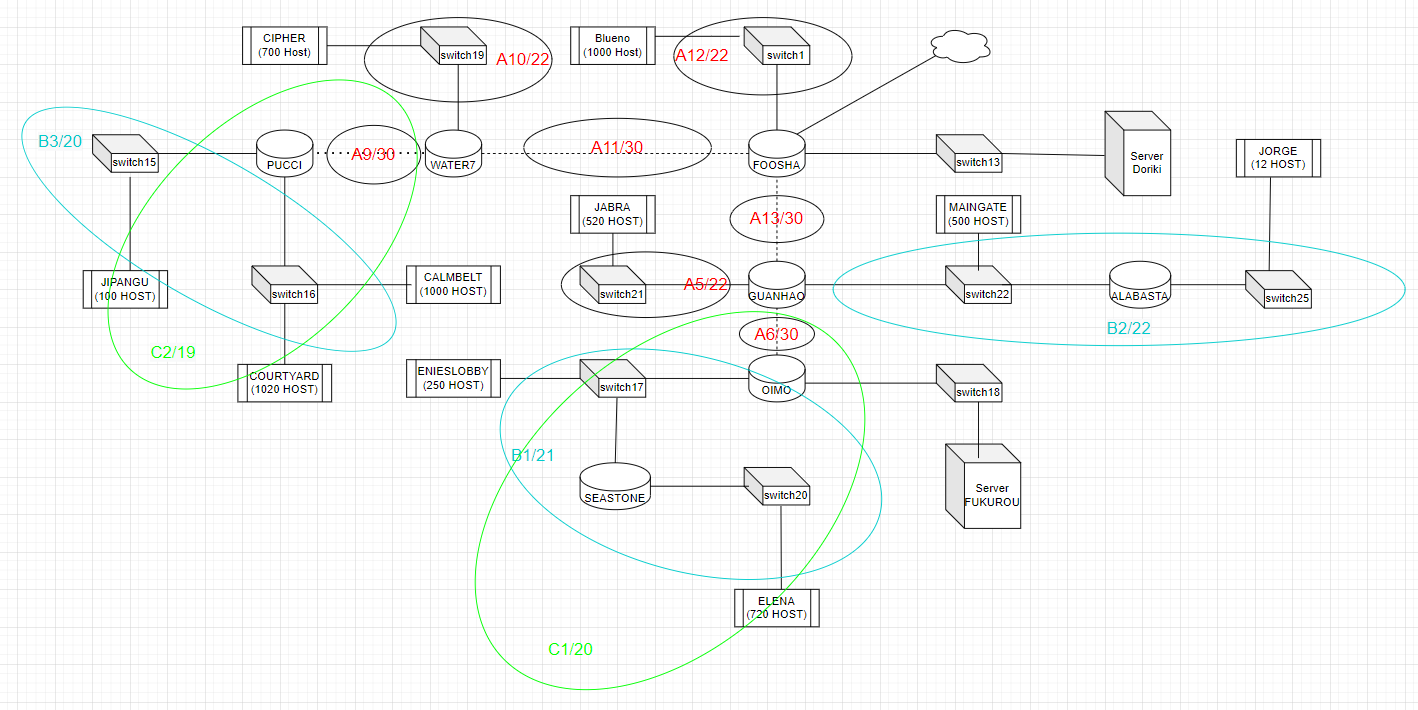 CIPHER
(700 Host)
switch19
A10/22
Blueno
(1000 Host)
A12/22
switch1
B3/20
switch15
PUCCI
A9/30
WATER7
A11/30
FOOSHA
switch13
Server
Doriki
JORGE
(12 HOST)
JABRA
(520 HOST)
A13/30
MAINGATE
(500 HOST)
JIPANGU
(100 HOST)
switch16
CALMBELT
(1000 HOST)
switch21
A5/22
GUANHAO
switch22
ALABASTA
switch25
B2/22
C2/19
A6/30
COURTYARD
(1020 HOST)
ENIESLOBBY
(250 HOST)
switch17
OIMO
switch18
B1/21
SEASTONE
switch20
Server
FUKUROU
ELENA
(720 HOST)
C1/20